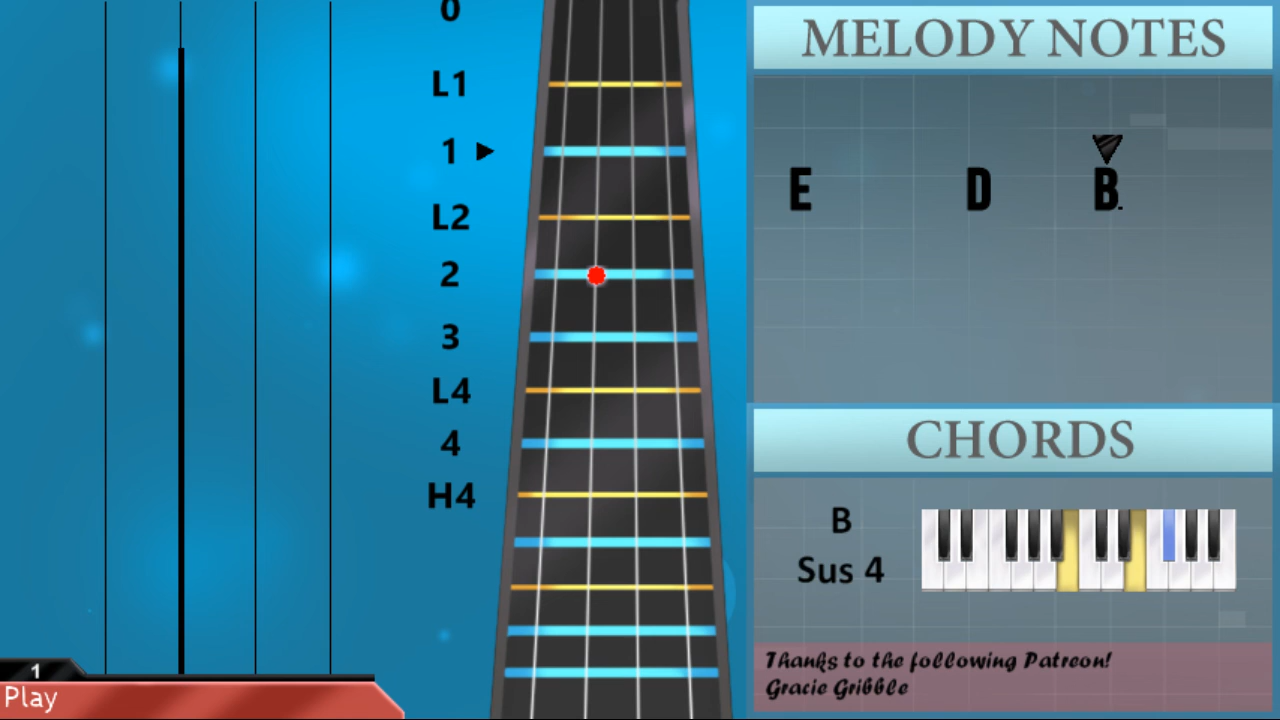 0
L1
1
L2
2
3
L4
4
H4
1
Play
MELODY NOTES
E D B.
CHORDS
B
Sus 4
Thanks to the following Patreon!
Gracie Gribble